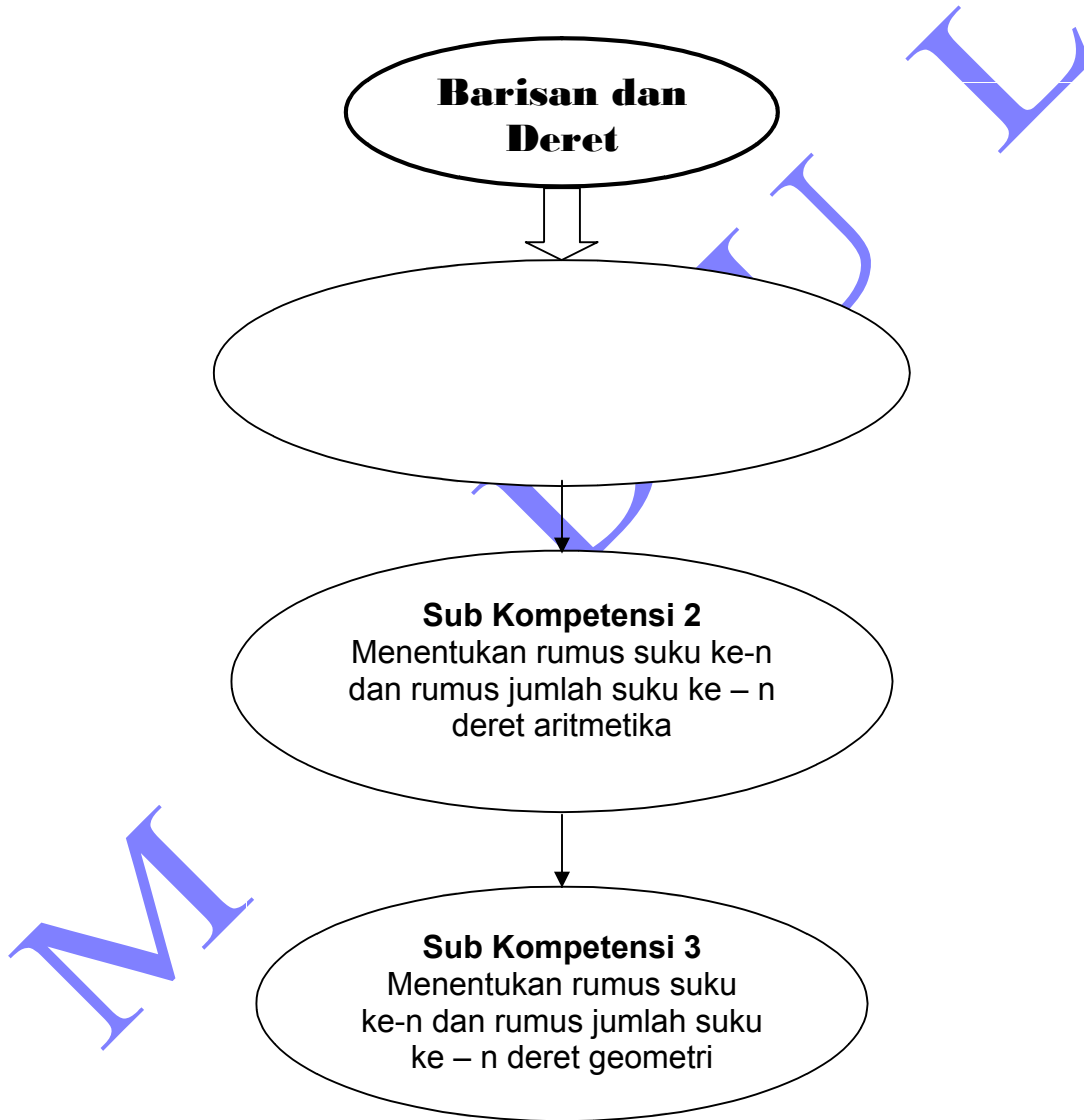 Barisan dan
Deret
Sub Kompetensi 2
Menentukan rumus suku ke-n
dan rumus jumlah suku ke – n
deret aritmetika
Sub Kompetensi 3
Menentukan rumus suku
ke-n dan rumus jumlah suku
ke – n deret geometri